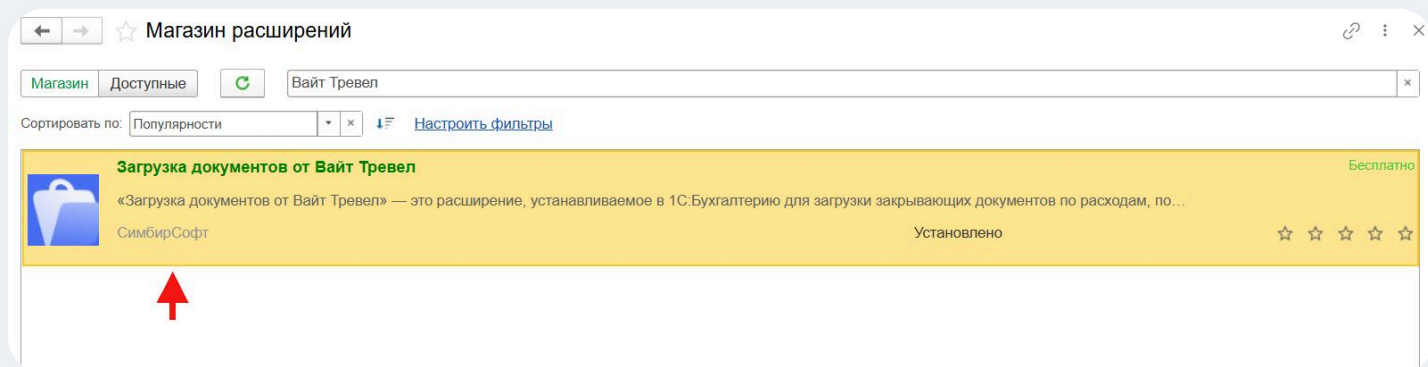 Магазин расширений
Магазин Доступные Вайт Тревел
Сортировать по: Популярности Настроить фильтры
Загрузка документов от Вайт Тревел Бесплатно
«Загрузка документов от Вайт Тревел» — это расширение, устанавливаемое в 1С:Бухгалтерию для загрузки закрывающих документов по расходам, по…
СимбирСофт Установлено